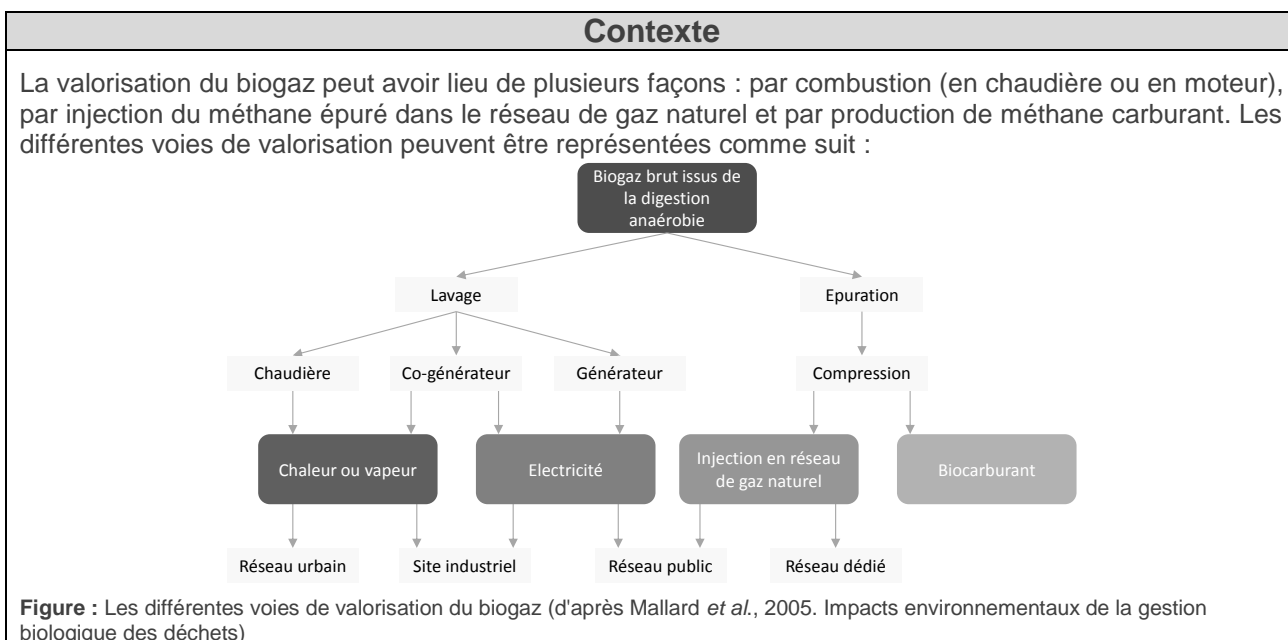 Contexte
La valorisation du biogaz peut avoir lieu de plusieurs façons : par combustion (en chaudière ou en moteur),
par injection du méthane épuré dans le réseau de gaz naturel et par production de méthane carburant. Les
différentes voies de valorisation peuvent être représentées comme suit :
Biogaz brut issus de
la digestion
anaérobie
Lavage
Epuration
Chaudière
Co-générateur
Générateur
Compression
Chaleur ou vapeur
Electricité
Injection en réseau
de gaz naturel
Biocarburant
Réseau urbain
Site industriel
Réseau public
Réseau dédié
Figure : Les différentes voies de valorisation du biogaz (d'après Mallard et al., 2005. Impacts environnementaux de la gestion
biologique des déchets)